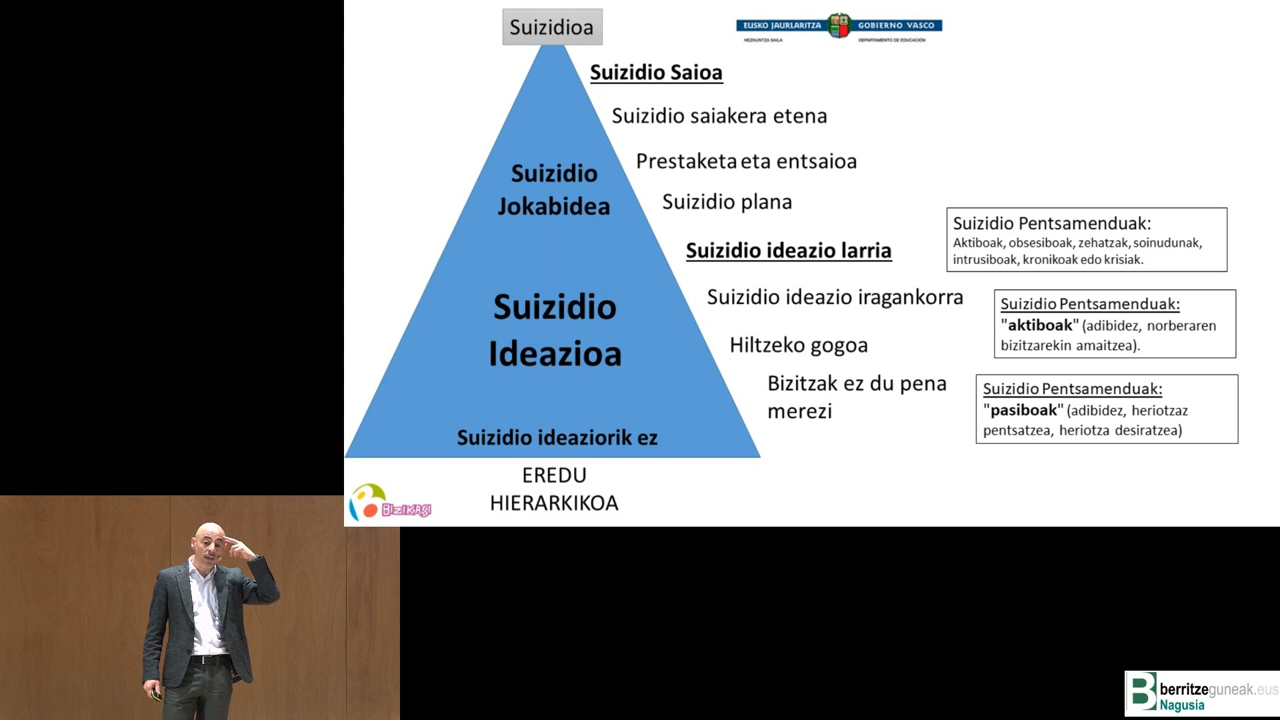 Suizidioa
EUSKO JAURLARITZA GOBIERNO VASCO
HEZKUNTZA SAILA DEPARTAMENTO DE EDUCACIÓN
Suizidio Saioa
Suizidio saiakera etena
Prestaketa eta entsaioa
Suizidio plana
Suizidio ideazio larria
Suizidio ideazio iragankorra
Hiltzeko gogoa
Bizitzak ez du pena
merezi
Suizidio
Jokabidea
Suizidio
Ideazioa
Suizidio ideaziorik ez
EREDU
HIERARKIKOA
Suizidio Pentsamenduak:
Aktiboak, obsesiboak, zehatzak, soinudunak,
intrusiboak, kronikoak edo krisiak.
Suizidio Pentsamenduak:
"aktiboak" (adibidez, norberaren
bizitzarekin amaitzea).
Suizidio Pentsamenduak:
"pasiboak" (adibidez, heriotzaz
pentsatzea, heriotza desiratzea)
BIZIKASI
berritzeguneak.eus
Nagusia